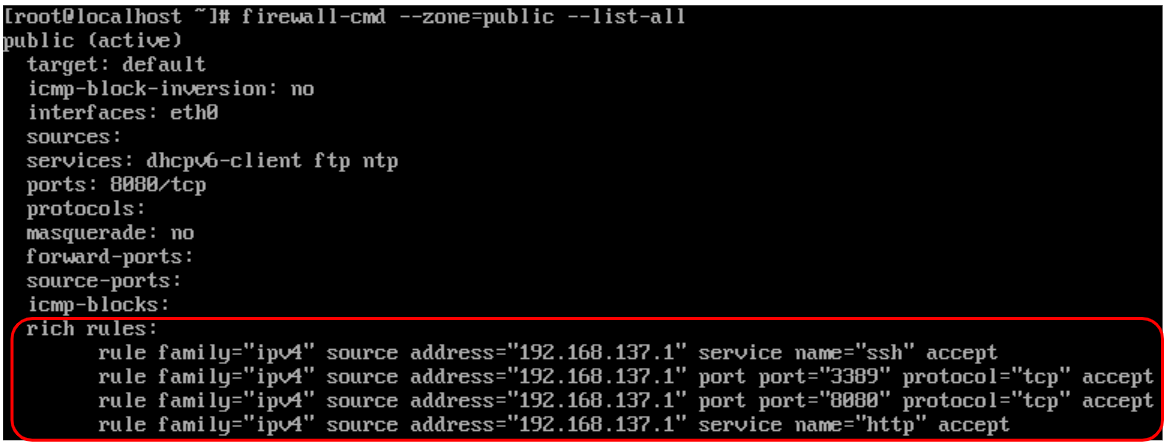 [root@localhost ~]# firewall-cmd --zone=public --list-all
public (active)
  target: default
  icmp-block-inversion: no
  interfaces: eth0
  sources:
  services: dhcpv6-client ftp ntp
  ports: 8080/tcp
  protocols:
  masquerade: no
  forward-ports:
  source-ports:
  icmp-blocks:
  rich rules:
        rule family="ipv4" source address="192.168.137.1" service name="ssh" accept
        rule family="ipv4" source address="192.168.137.1" port port="3389" protocol="tcp" accept
        rule family="ipv4" source address="192.168.137.1" port port="8080" protocol="tcp" accept
        rule family="ipv4" source address="192.168.137.1" service name="http" accept